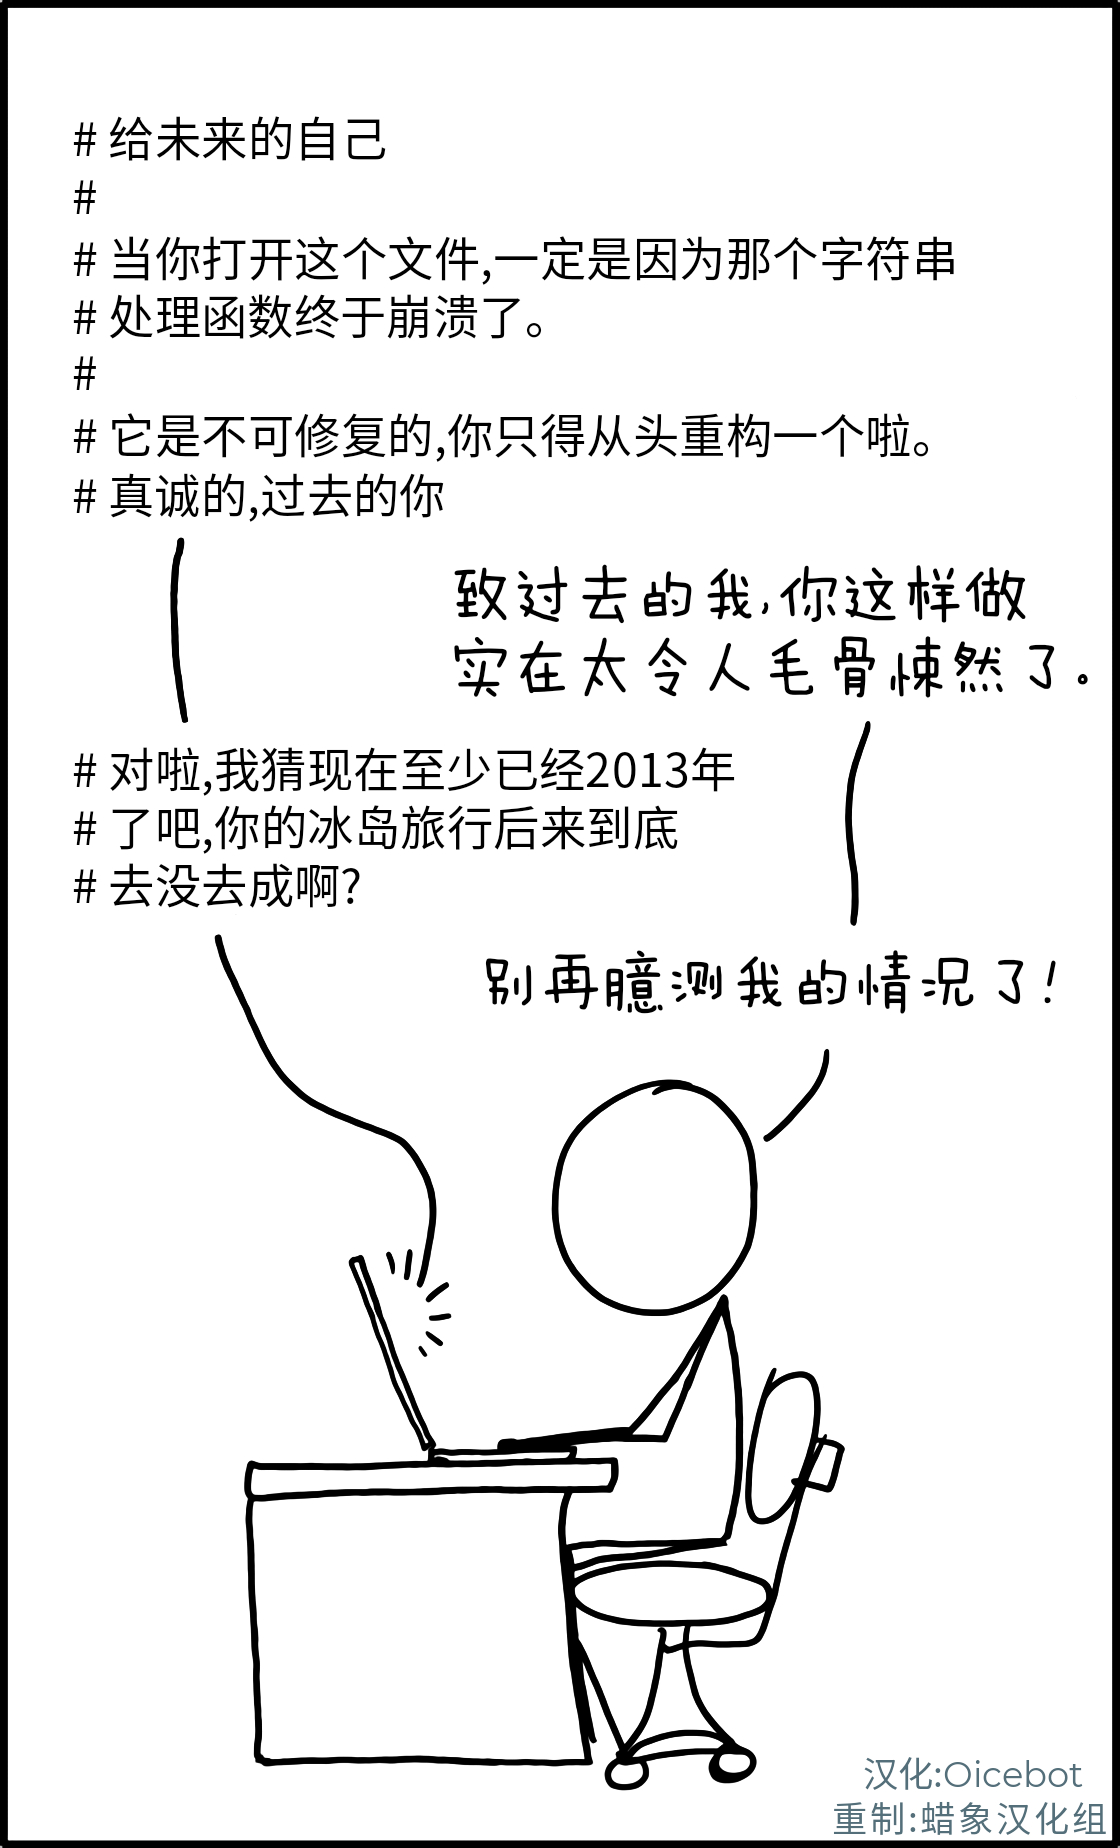 # 给未来的自己
#
# 当你打开这个文件,一定是因为那个字符串
# 处理函数终于崩溃了。
#
# 它是不可修复的,你只得从头重构一个啦。
# 真诚的,过去的你
致过去的我,你这样做
实在太令人毛骨悚然了。
# 对啦,我猜现在至少已经2013年
# 了吧,你的冰岛旅行后来到底
# 去没去成啊?
别再臆测我的情况了!
汉化:Oicebot
重制:蜡象汉化组